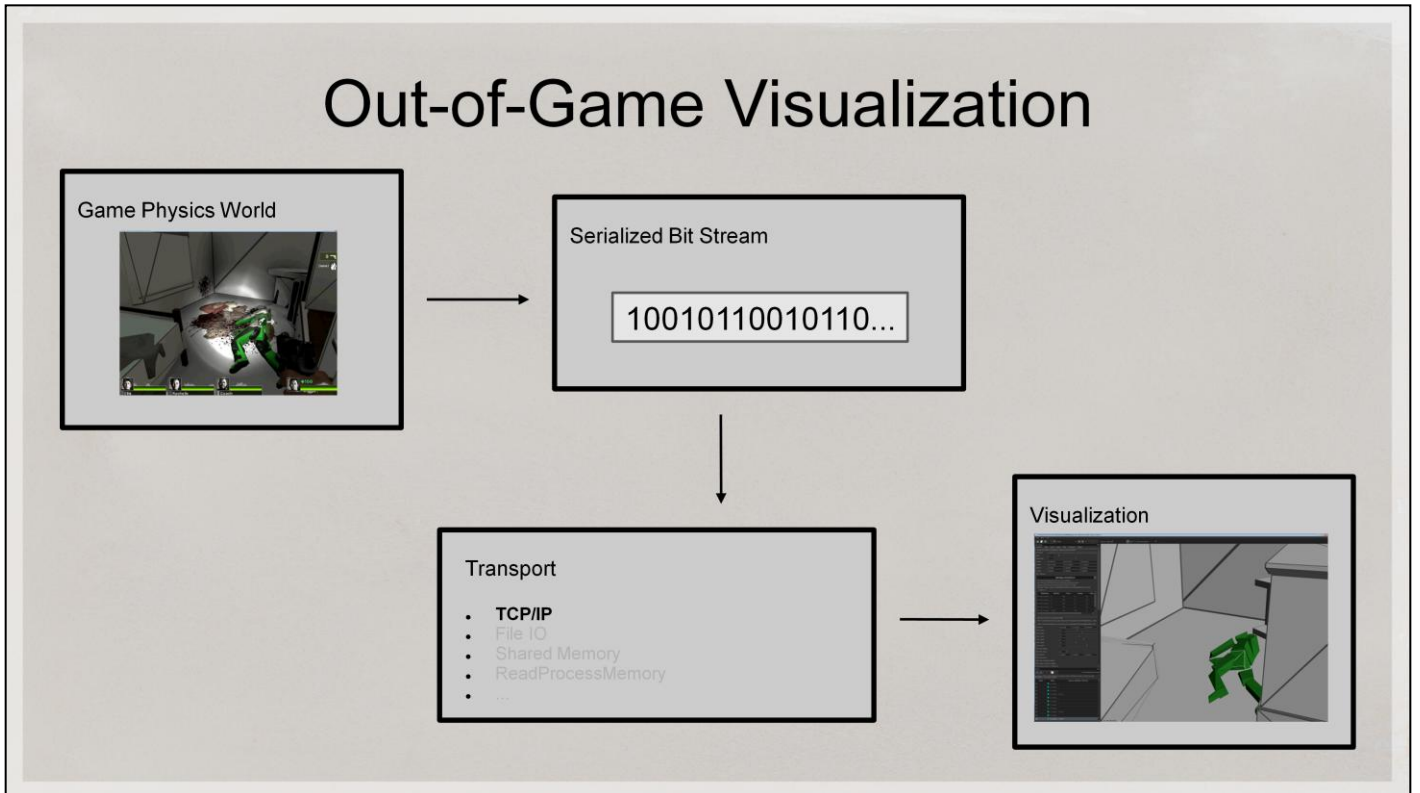 Out-of-Game Visualization
Game Physics World
Serialized Bit Stream
10010110010110...
Transport
• TCP/IP
• File IO
• Shared Memory
• ReadProcessMemory
• ...
Visualization